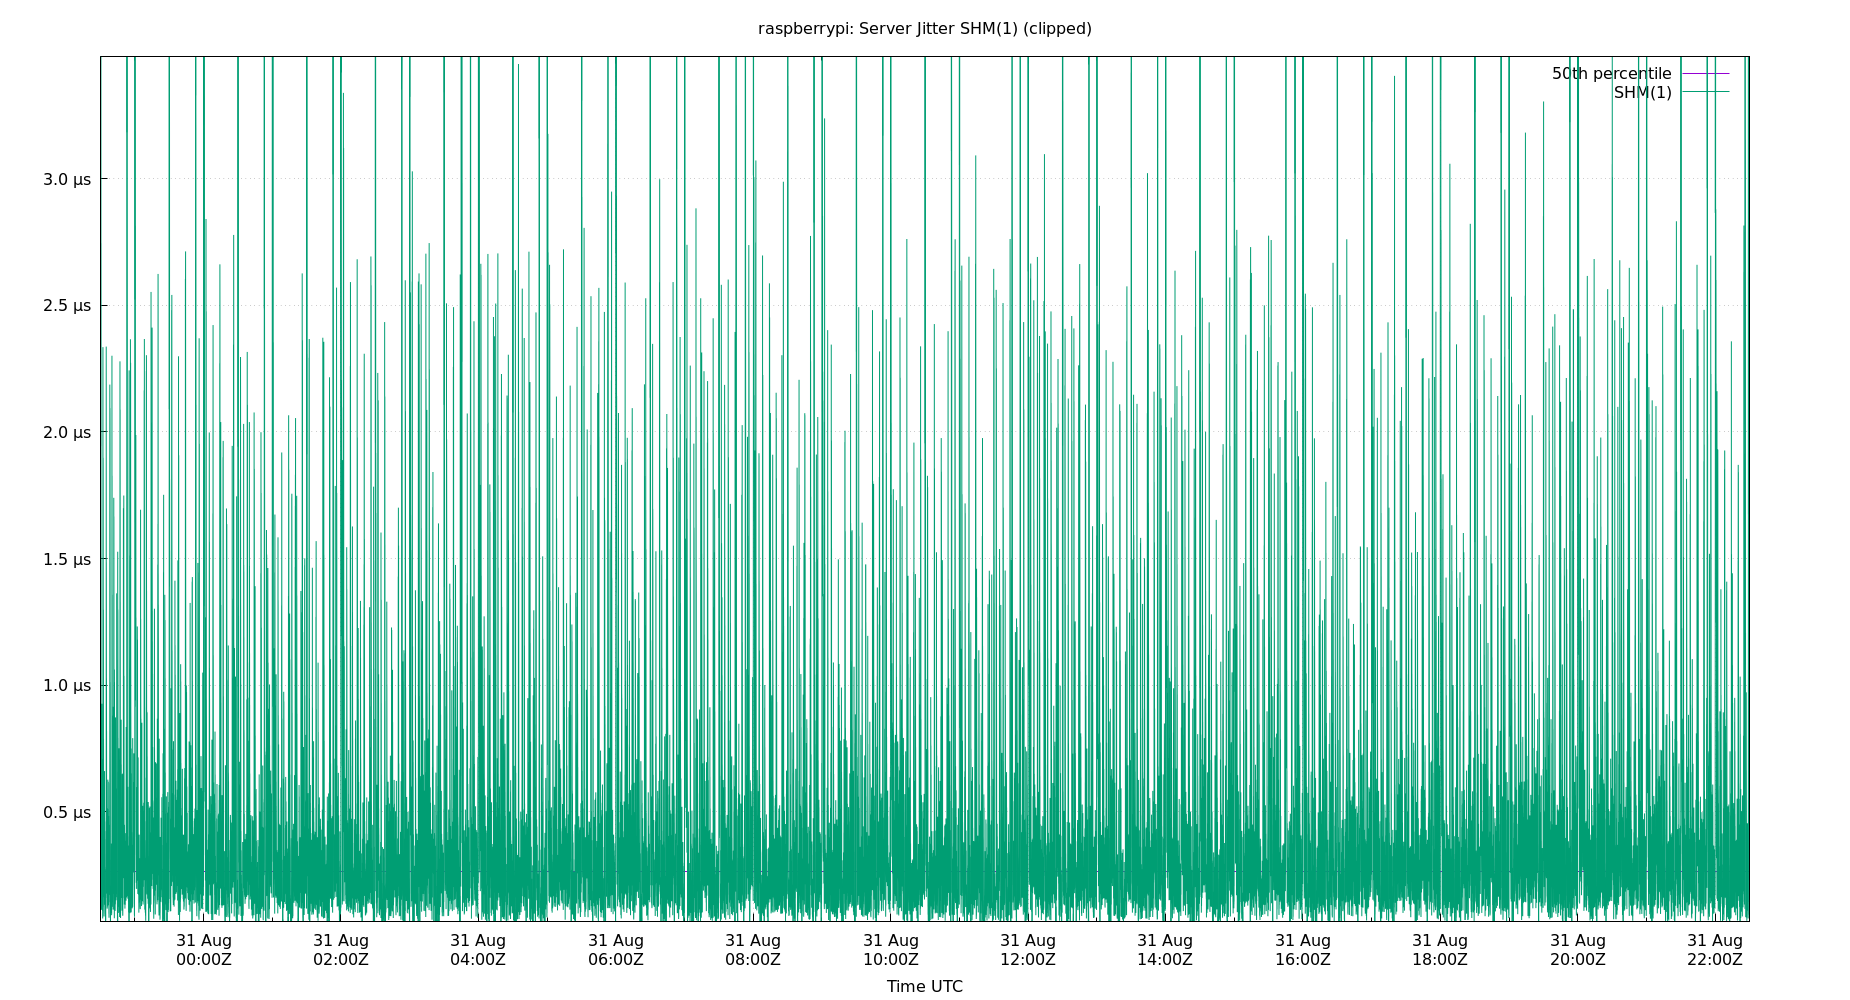 raspberrypi: Server Jitter SHM(1) (clipped)
50th percentile
SHM(1)
3.0 µs
2.5 µs
2.0 µs
1.5 µs
1.0 µs
0.5 µs
31 Aug 31 Aug 31 Aug 31 Aug 31 Aug 31 Aug 31 Aug 31 Aug 31 Aug 31 Aug 31 Aug 31 Aug
00:00Z 02:00Z 04:00Z 06:00Z 08:00Z 10:00Z 12:00Z 14:00Z 16:00Z 18:00Z 20:00Z 22:00Z
Time UTC